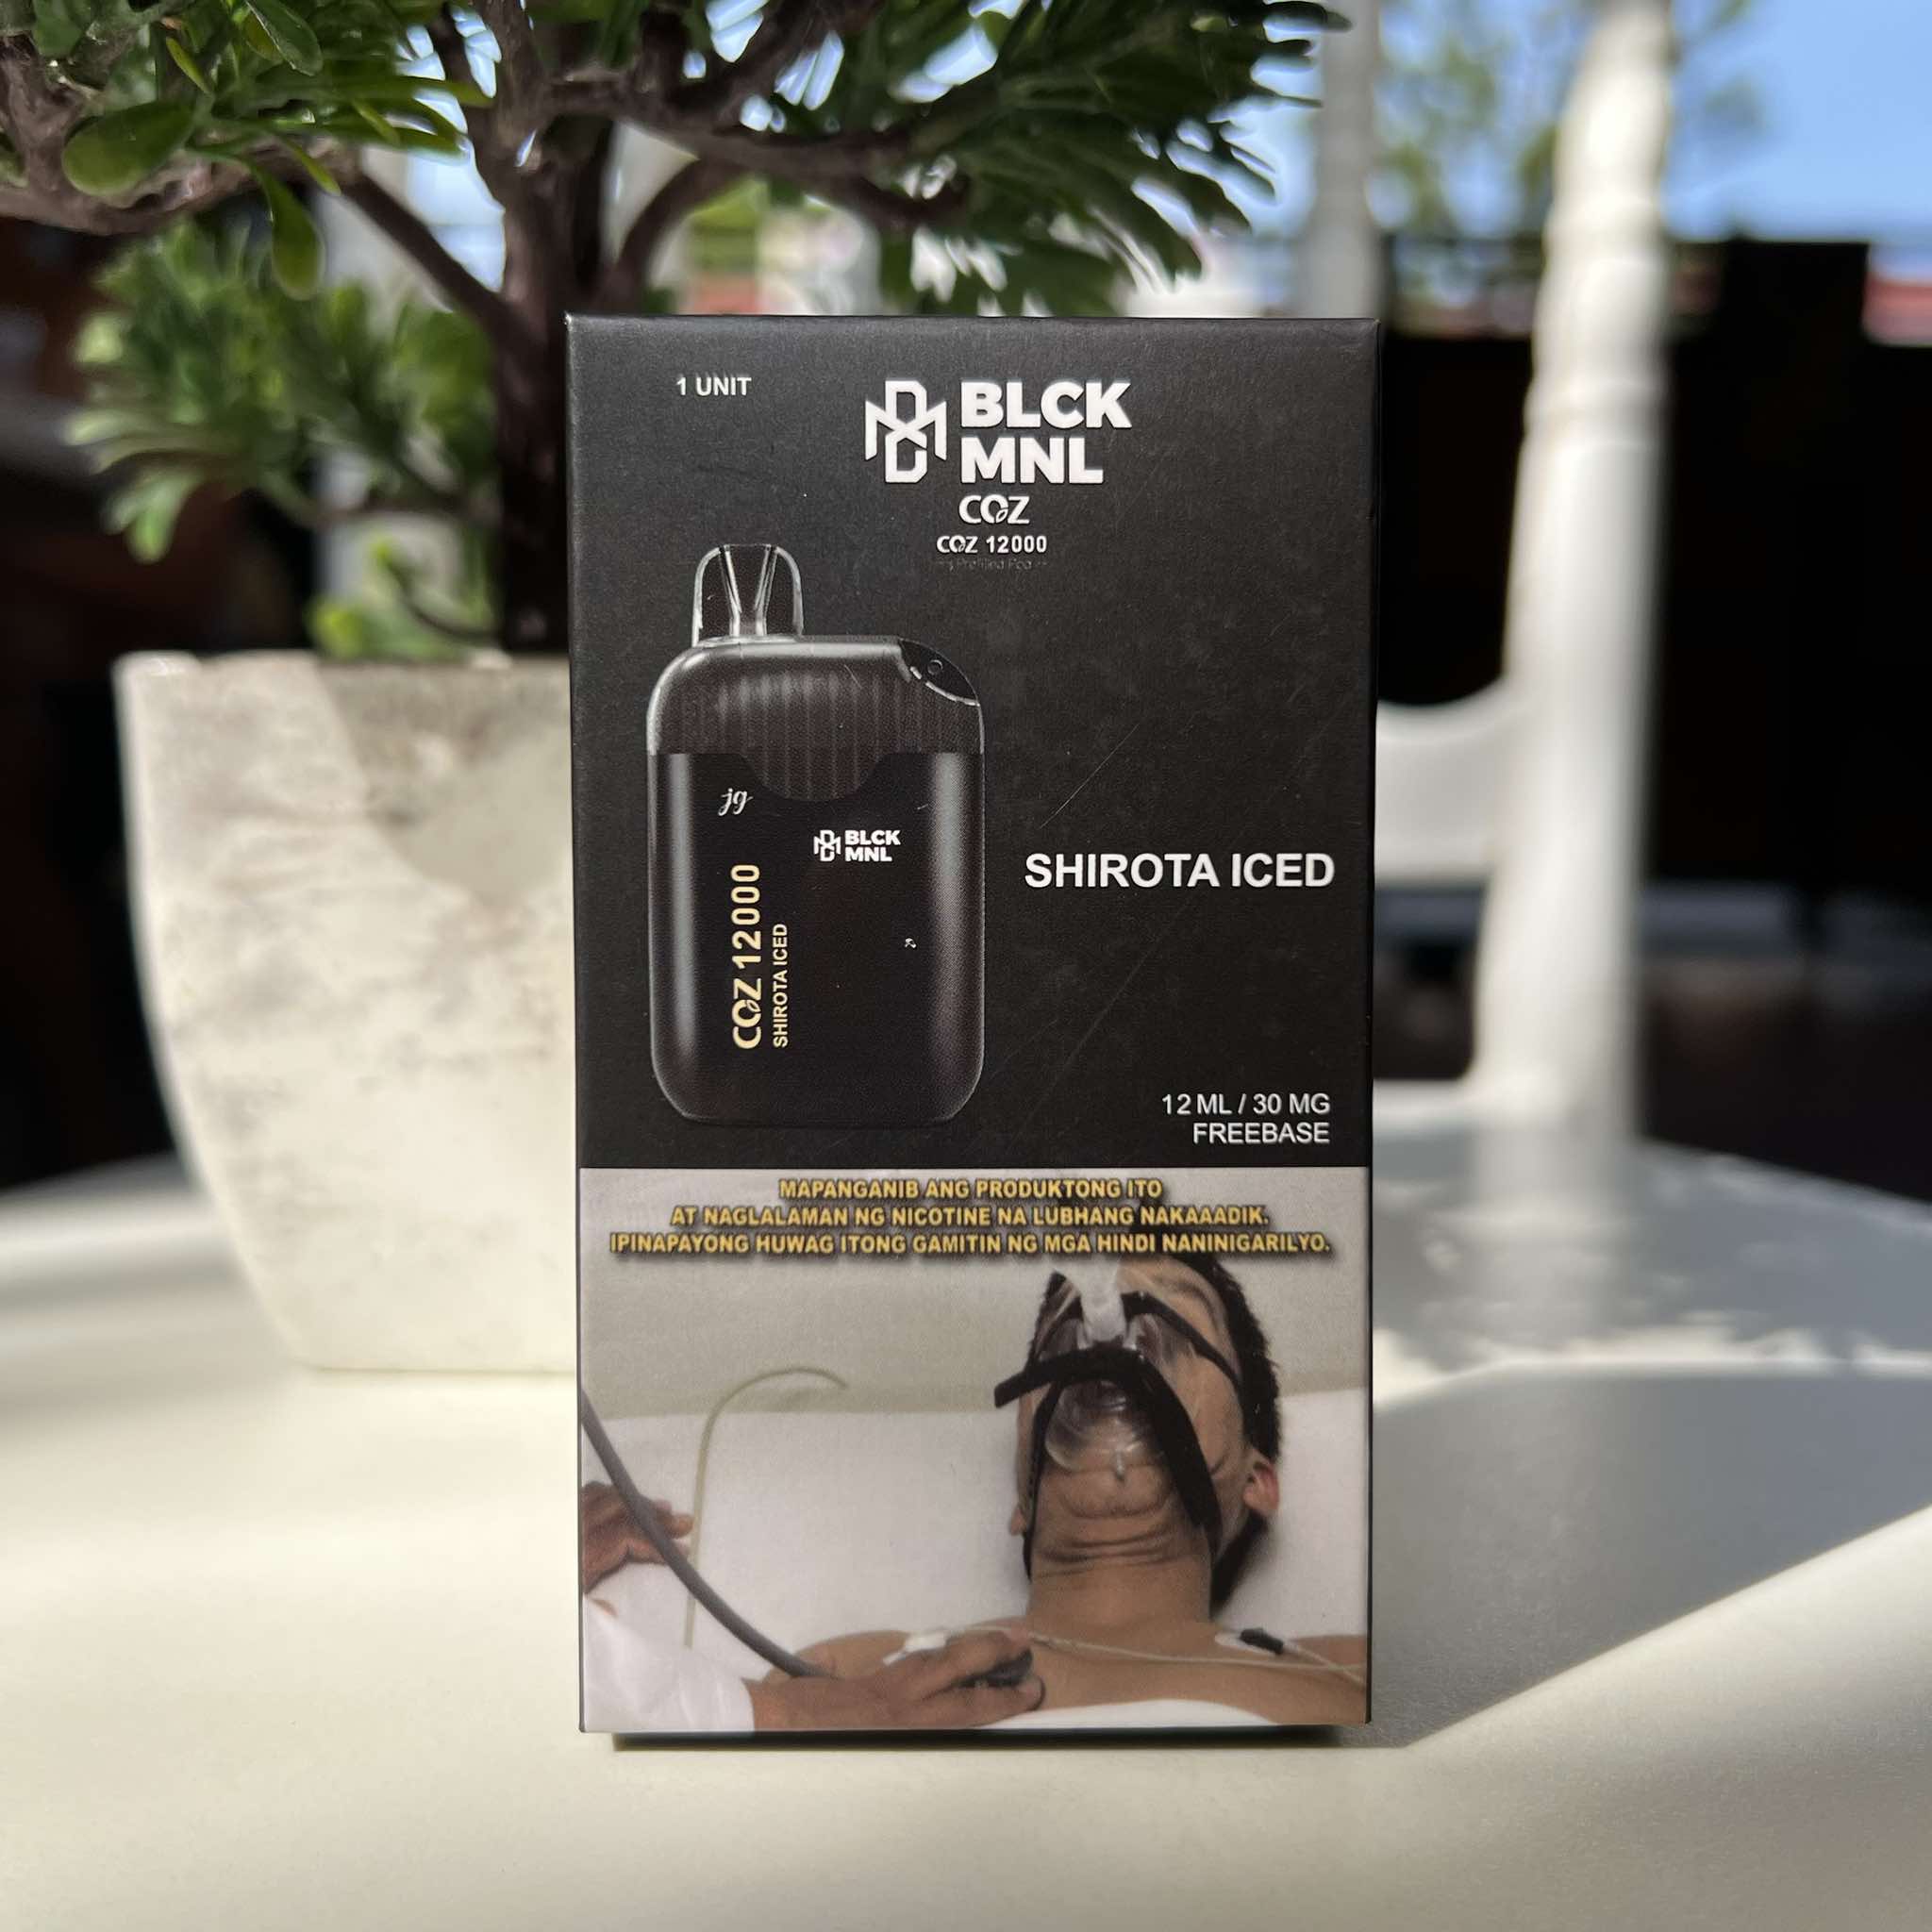 1 UNIT
BLCK
MNL
COZ
COZ 12000
Prefilled Pod
jg
BLCK
MNL
COZ 12000
SHIROTA ICED
SHIROTA ICED
12 ML / 30 MG
FREEBASE
MAPANGANIB ANG PRODUKTONG ITO
AT NAGLALAMAN NG NICOTINE NA LUBHANG NAKAAADIK.
IPINAPAYONG HUWAG ITONG GAMITIN NG MGA HINDI NANINIGARILYO.